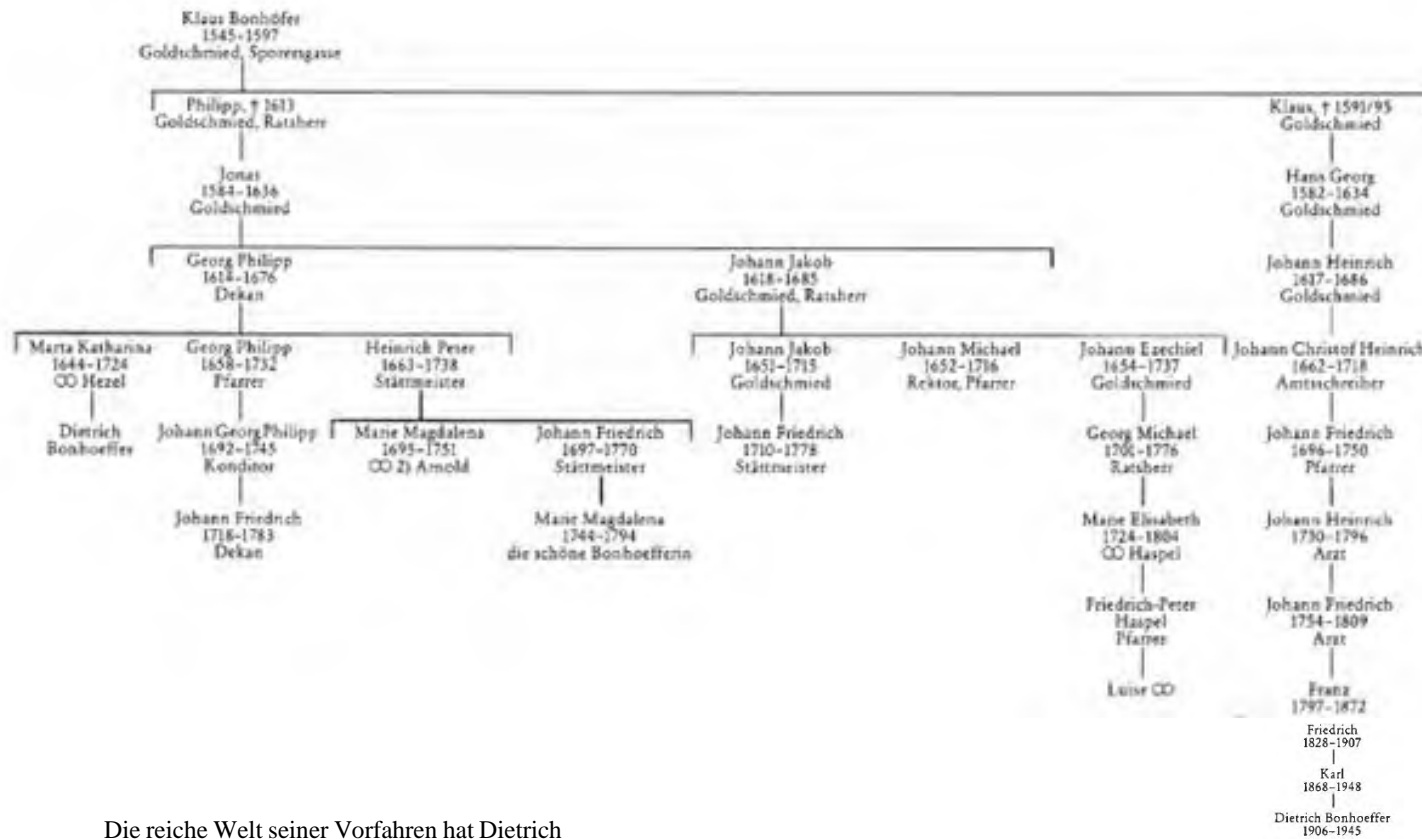 Klaus Bonhöfer
1545–1597
Goldschmied, Sporengasse
Philipp, † 1613
Goldschmied, Ratsherr
Klaus, † 1591/95
Goldschmied
Jonas
1584–1636
Goldschmied
Hans Georg
1582–1634
Goldschmied
Georg Philipp
1614–1676
Dekan
Johann Jakob
1618–1685
Goldschmied, Ratsherr
Johann Heinrich
1617–1686
Goldschmied
Marta Katharina
1644–1724
∞ Hezel
Georg Philipp
1658–1732
Pfarrer
Heinrich Peter
1663–1738
Stättmeister
Johann Jakob
1651–1715
Goldschmied
Johann Michael
1652–1716
Rektor, Pfarrer
Johann Ezechiel
1654–1737
Goldschmied
Johann Christof Heinrich
1662–1718
Amtsschreiber
Dietrich
Bonhoeffer
Johann Georg Philipp
1692–1745
Konditor
Marie Magdalena
1695–1751
∞ 2) Arnold
Johann Friedrich
1697–1770
Stättmeister
Johann Friedrich
1710–1778
Stättmeister
Georg Michael
1701–1776
Ratsherr
Johann Friedrich
1696–1750
Pfarrer
Johann Friedrich
1718–1783
Dekan
Marie Magdalena
1744–1794
die schöne Bonhoefferin
Marie Elisabeth
1724–1804
∞ Haspel
Johann Heinrich
1730–1796
Arzt
Friedrich-Peter
Haspel
Pfarrer
Johann Friedrich
1754–1809
Arzt
Luise ∞
Franz
1797–1872
Friedrich
1828–1907
Karl
1868–1948
Dietrich Bonhoeffer
1906–1945
Die reiche Welt seiner Vorfahren hat Dietrich